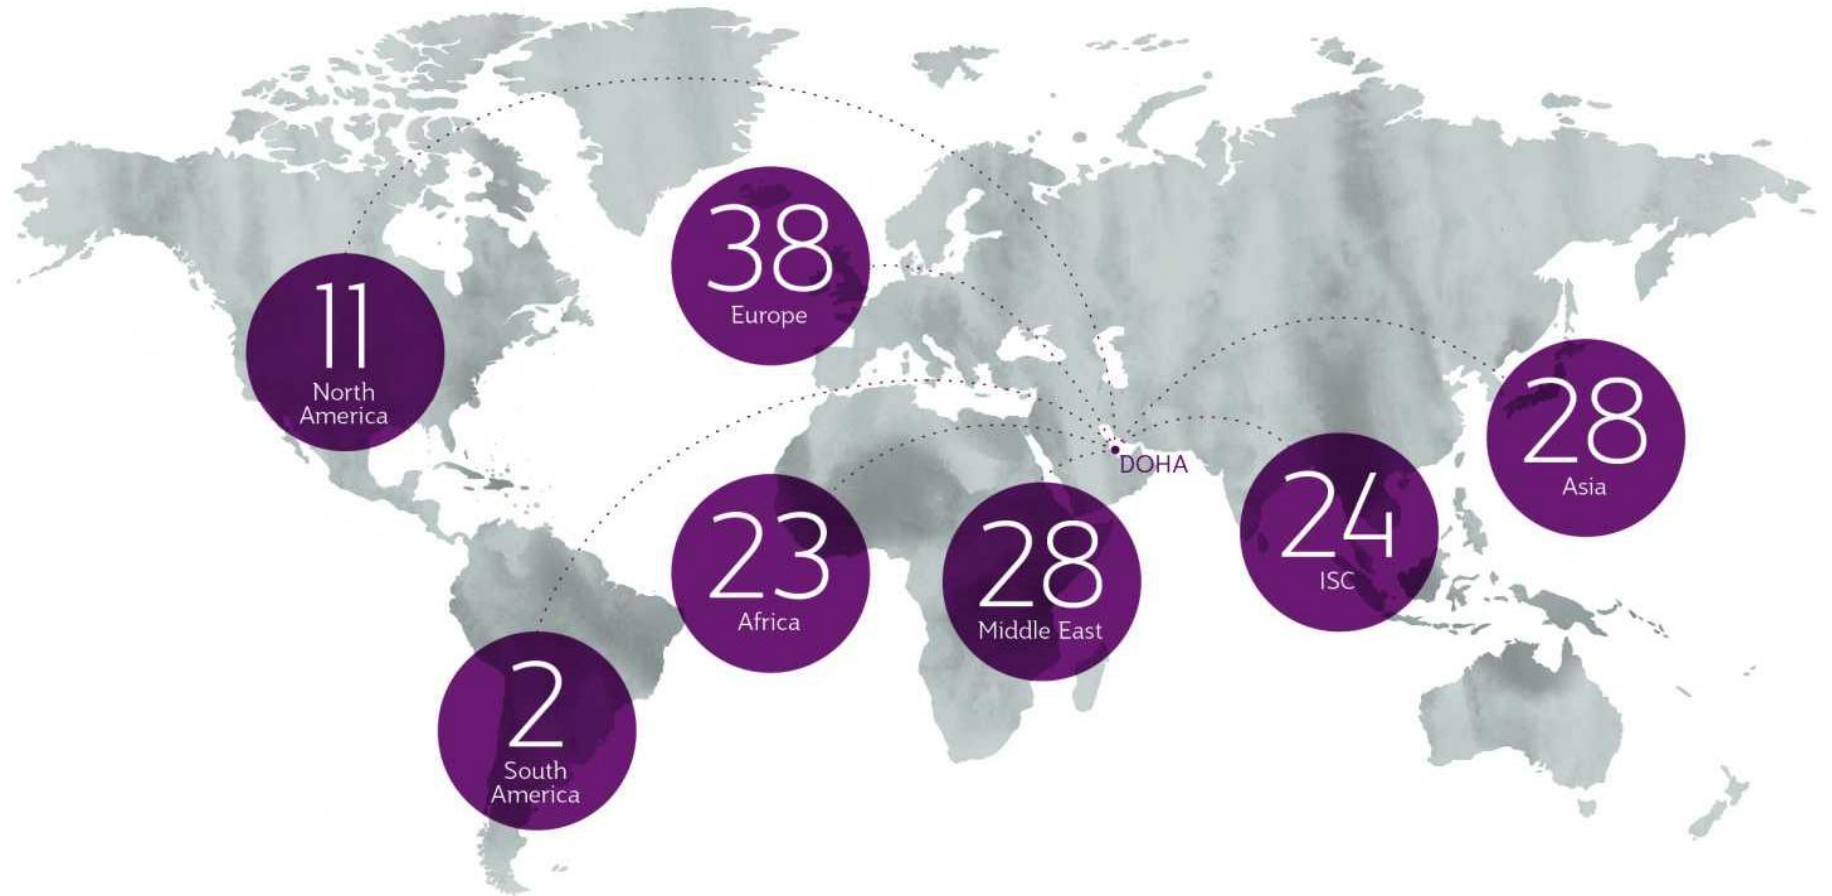 38
Europe
11
North
America
28
Asia
DOHA
24
ISC
23
Africa
28
Middle East
2
South
America